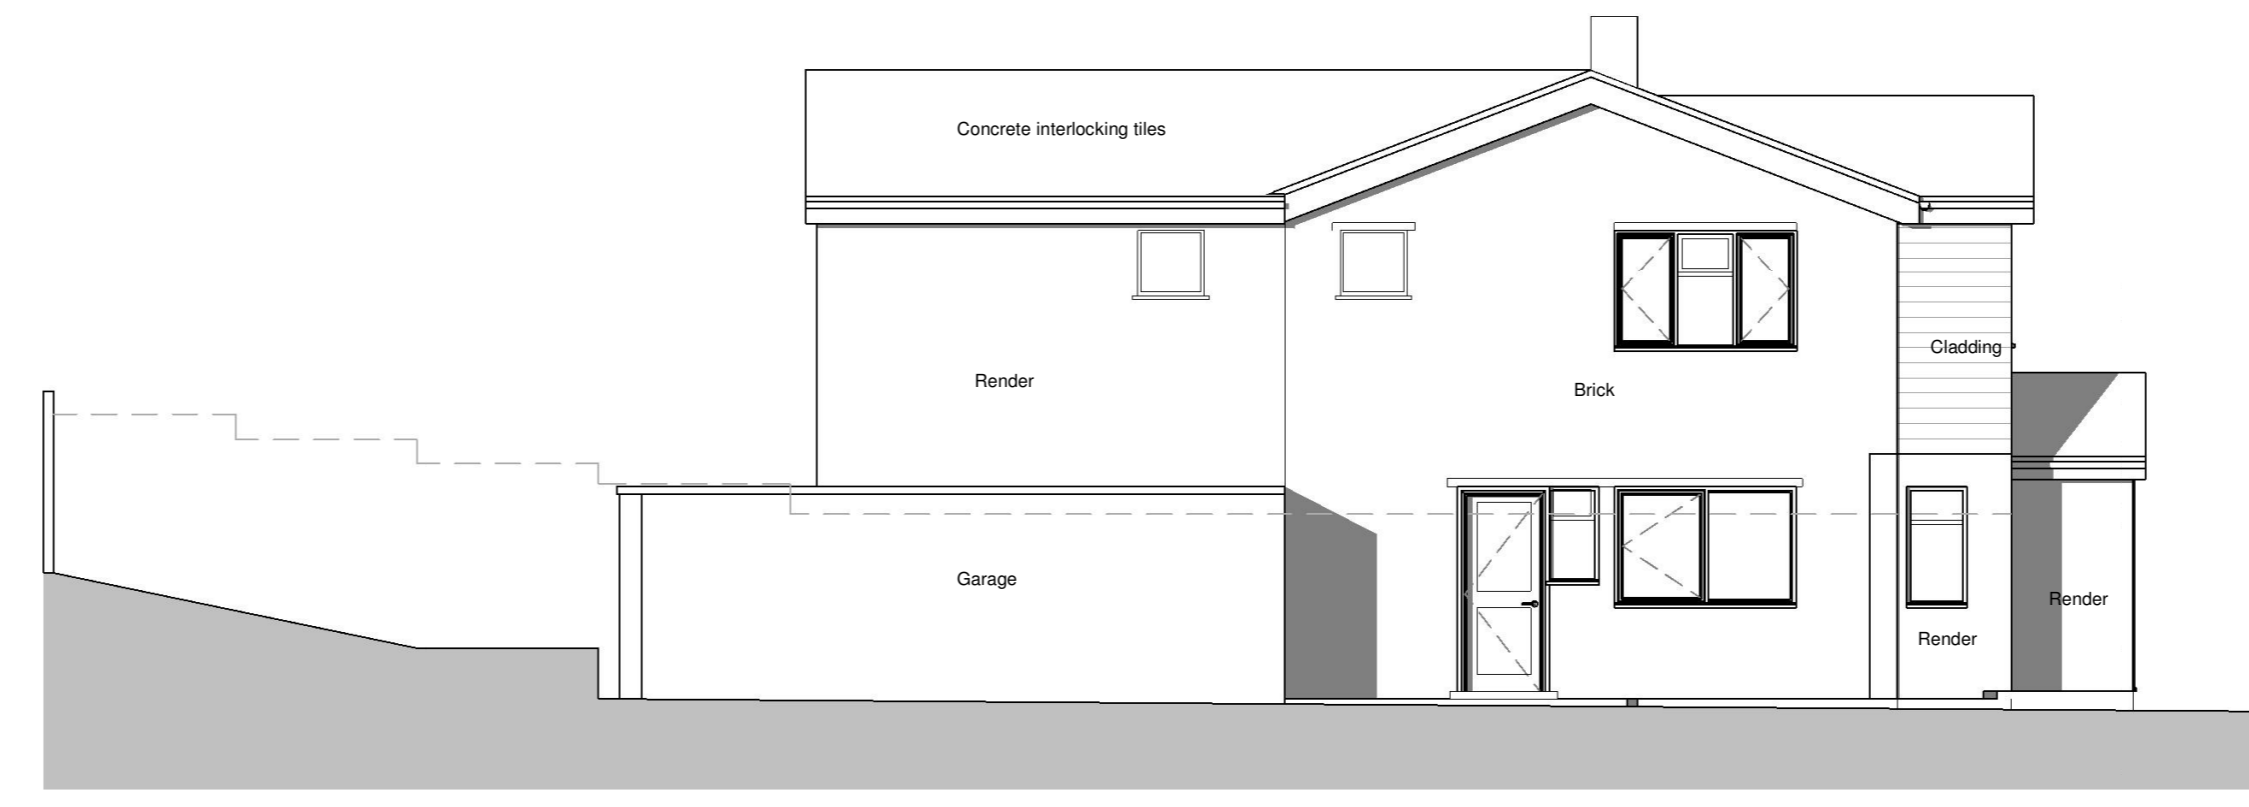 Concrete interlocking tiles
Cladding
Render
Brick
Garage
Render
Render